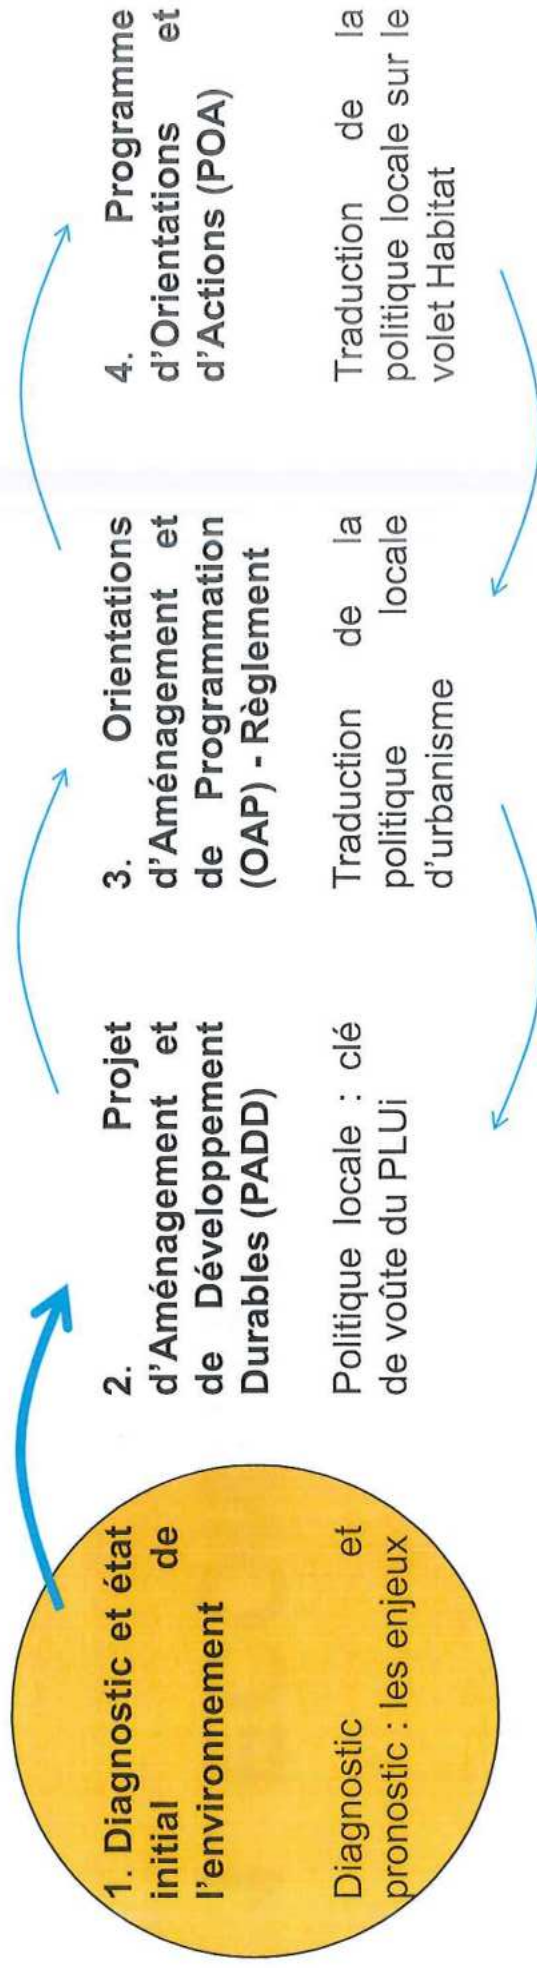 1. Diagnostic et état
initial de
l'environnement
Diagnostic et
pronostic : les enjeux
2. Projet
d'Aménagement et
de Développement
Durables (PADD)
Politique locale : clé
de voûte du PLUi
3. Orientations
d'Aménagement et
de Programmation
(OAP) - Règlement
Traduction de la
politique locale
d'urbanisme
4. Programme
d'Orientations et
d'Actions (POA)
Traduction de la
politique locale sur le
volet Habitat